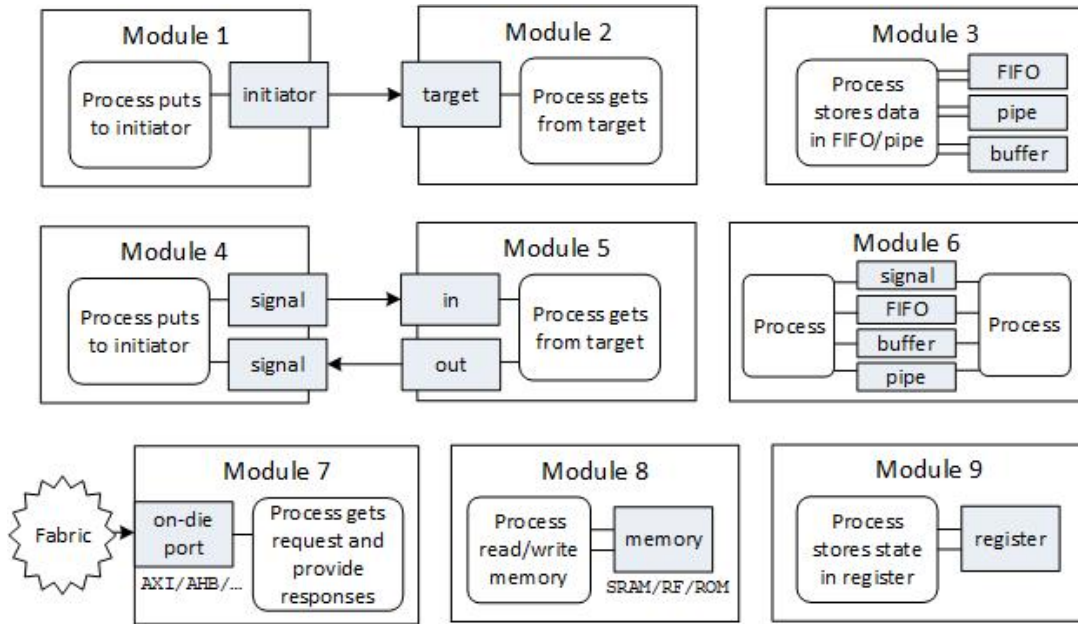 Module 1
Process puts
to initiator
initiator
Module 2
target
Process gets
from target
Module 3
Process
stores data
in FIFO/pipe
FIFO
pipe
buffer
Module 4
Process puts
to initiator
signal
signal
Module 5
in
out
Process gets
from target
Module 6
Process
signal
FIFO
buffer
pipe
Process
Fabric
Module 7
on-die
port
AXI/AHB/…
Process gets
request and
provide
responses
Module 8
Process
read/write
memory
memory
SRAM/RF/ROM
Module 9
Process
stores state
in register
register